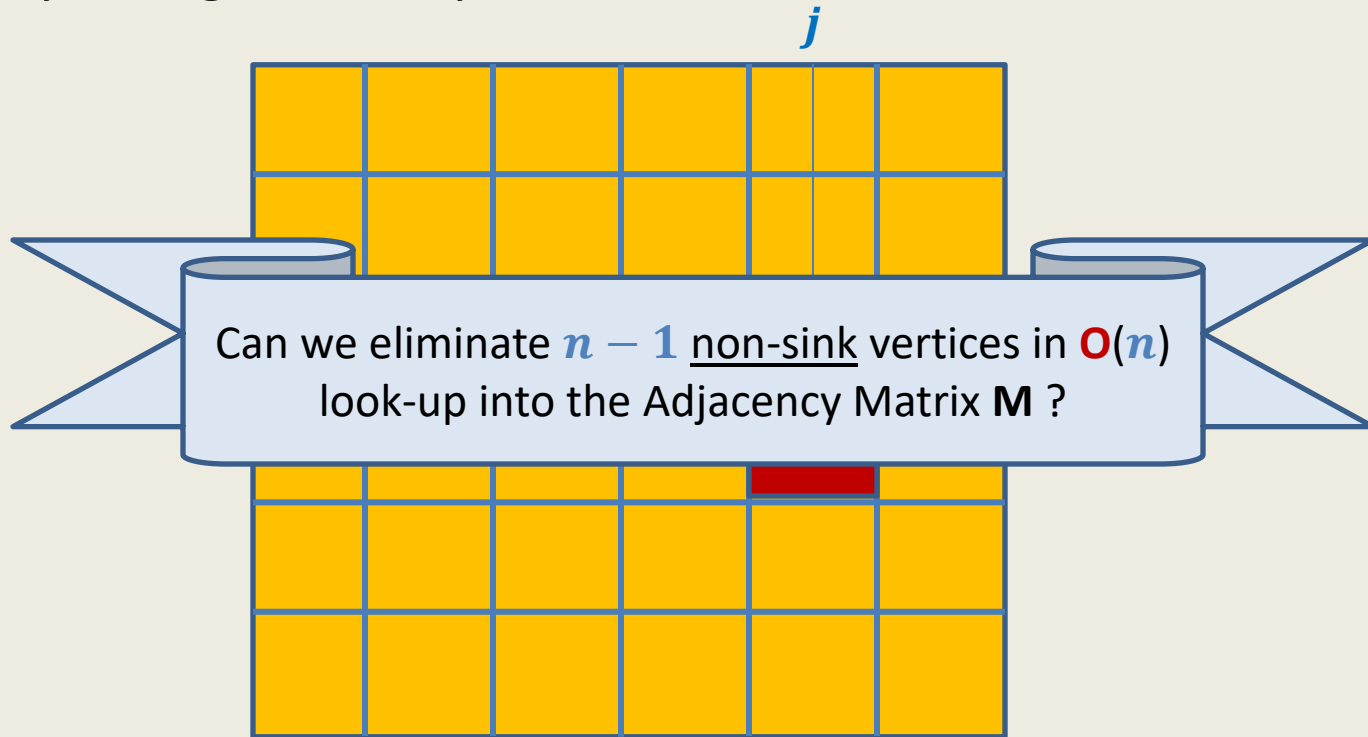 j
Can we eliminate n − 1 non-sink vertices in O(n)
look-up into the Adjacency Matrix M ?